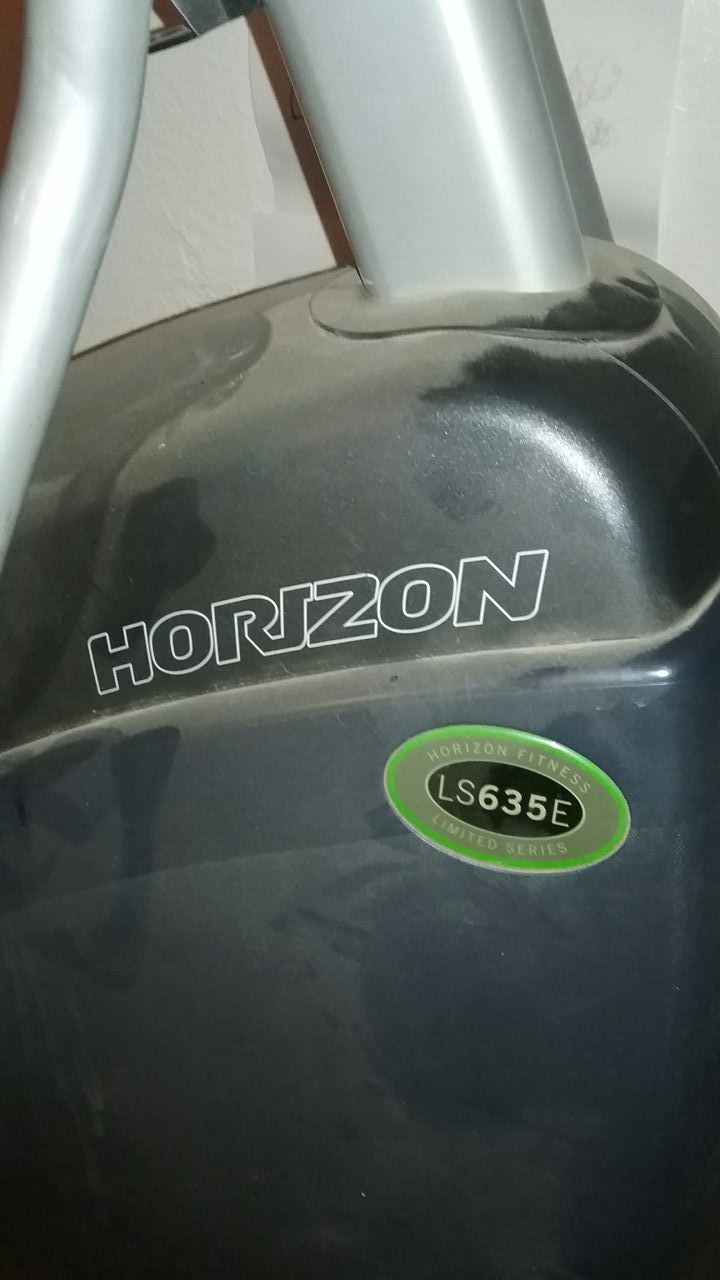 HORIZON
HORIZON FITNESS
LS635E
LIMITED SERIES